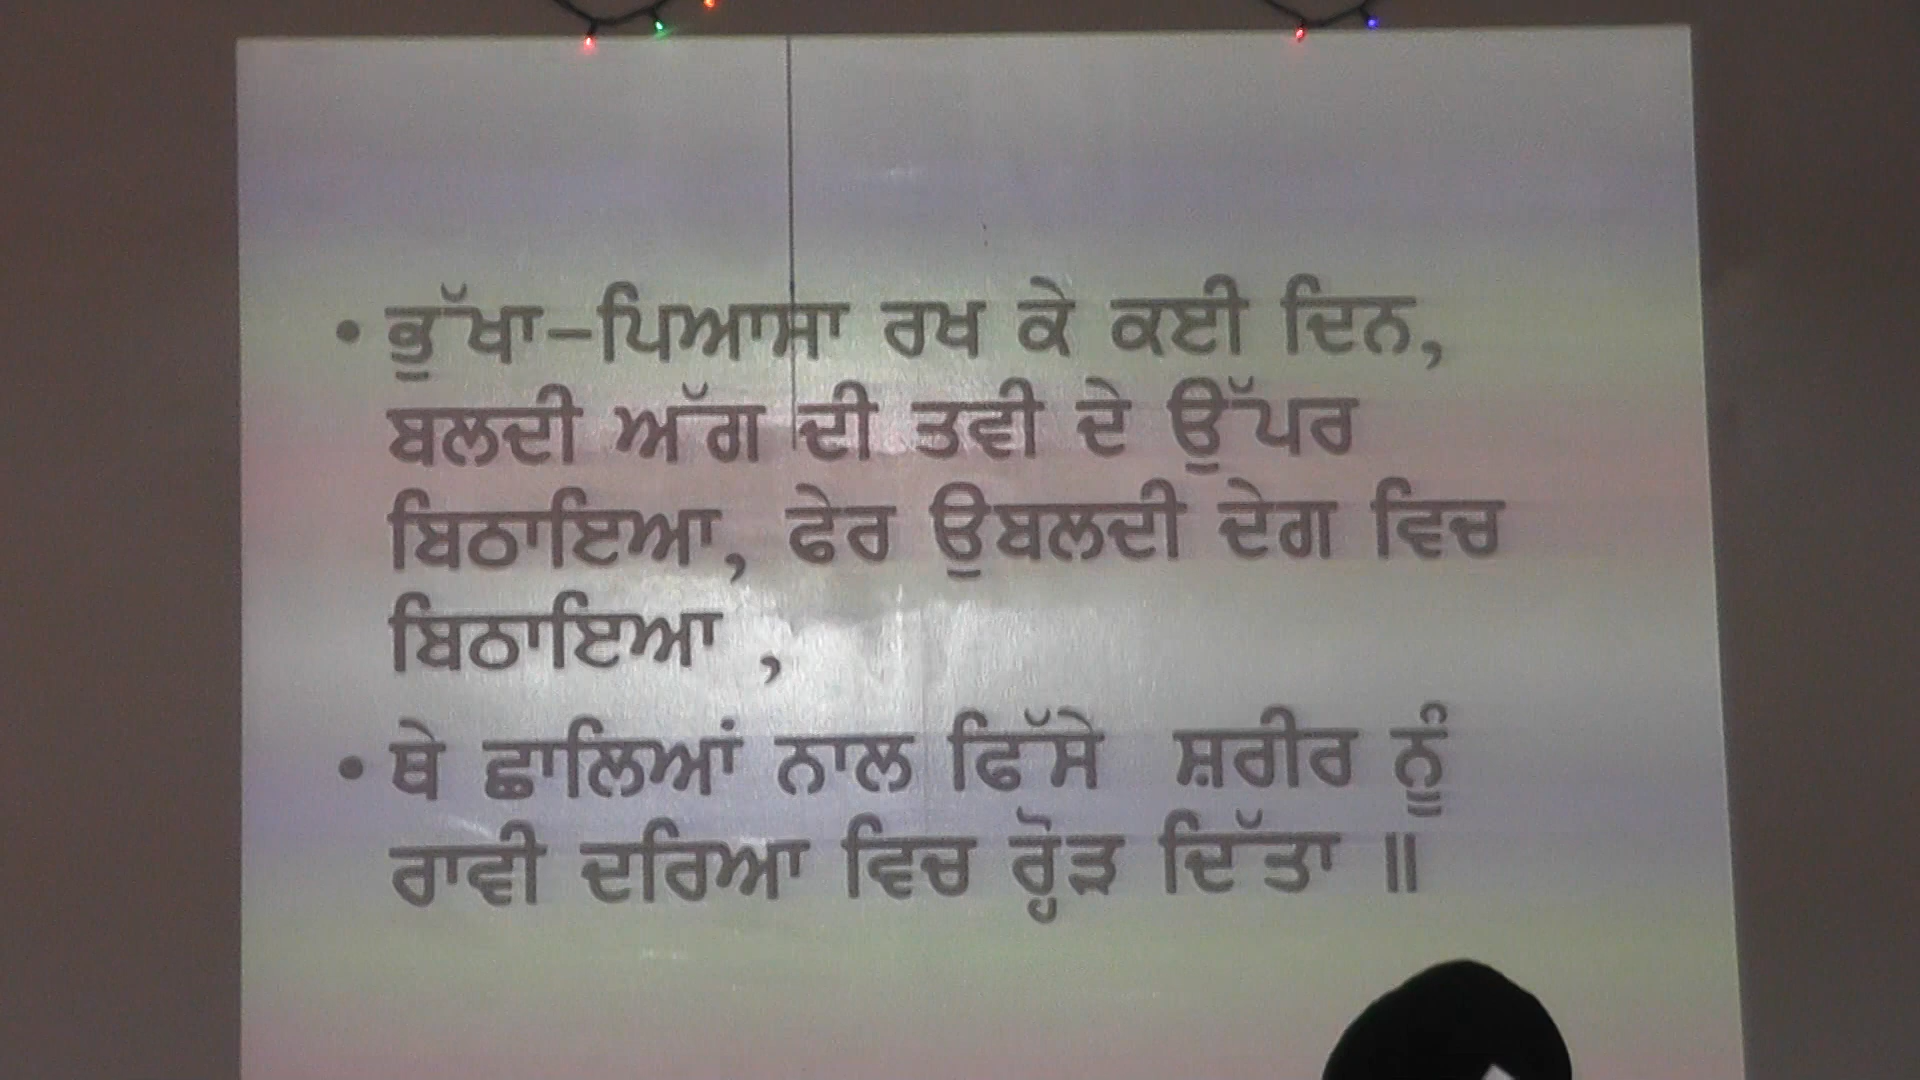 • ਭੁੱਖਾ-ਪਿਆਸਾ ਰਖ ਕੇ ਕਈ ਦਿਨ,
ਬਲਦੀ ਅੱਗ ਦੀ ਤਵੀ ਦੇ ਉੱਪਰ
ਬਿਠਾਇਆ, ਫੇਰ ਉਬਲਦੀ ਦੇਗ ਵਿਚ
ਬਿਠਾਇਆ ,
• ਥੇ ਛਾਲਿਆਂ ਨਾਲ ਫਿੱਸੇ ਸ਼ਰੀਰ ਨੂੰ
ਰਾਵੀ ਦਰਿਆ ਵਿਚ ਰ੍ਹੋੜ ਦਿੱਤਾ ॥